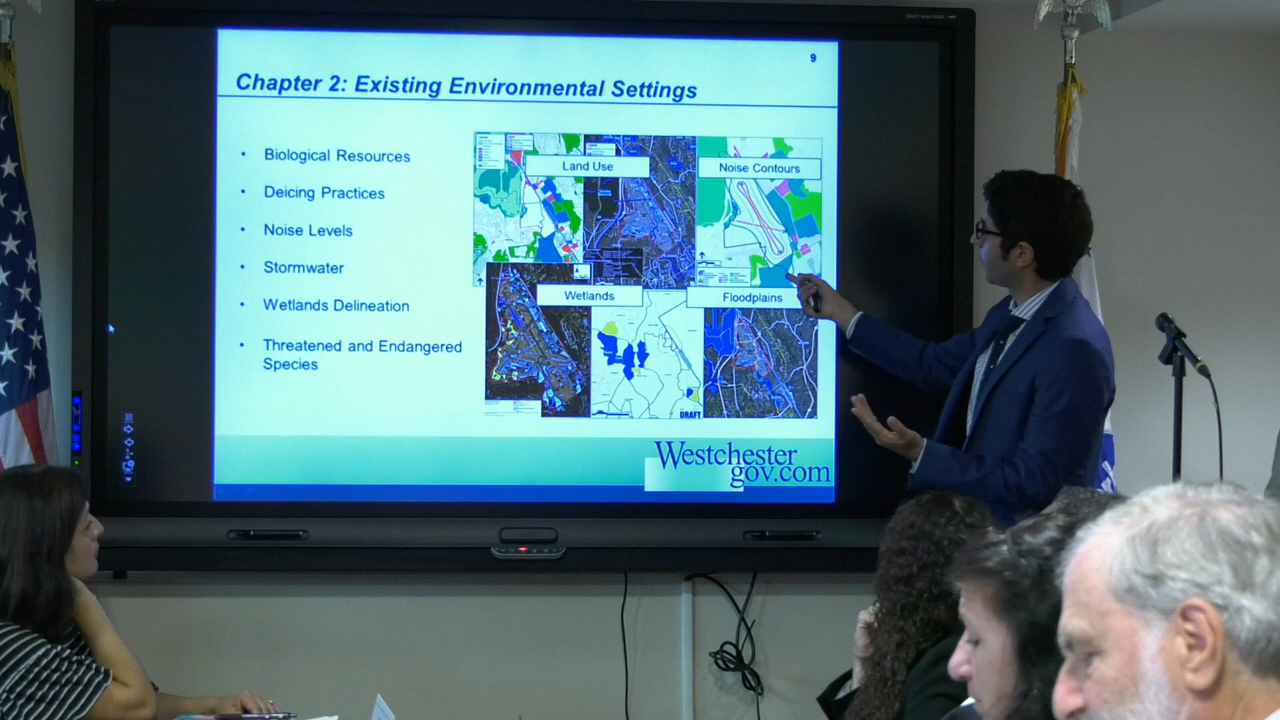 9
Chapter 2: Existing Environmental Settings
• Biological Resources
• Deicing Practices
• Noise Levels
• Stormwater
• Wetlands Delineation
• Threatened and Endangered
Species
Land Use
Noise Contours
Wetlands
Floodplains
DRAFT
Westchester
gov.com